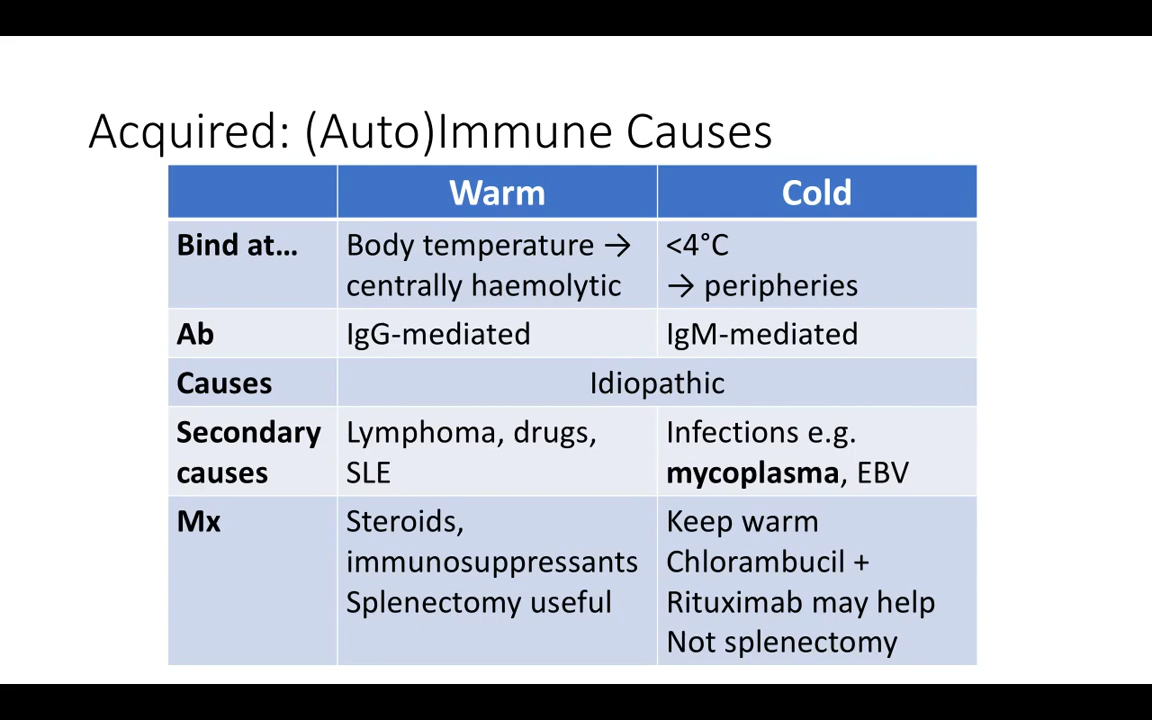 Acquired: (Auto)Immune Causes
Warm Cold
Bind at… Body temperature → <4°C
centrally haemolytic → peripheries
Ab IgG-mediated IgM-mediated
Causes Idiopathic
Secondary Lymphoma, drugs, Infections e.g.
causes SLE mycoplasma, EBV
Mx Steroids, Keep warm
immunosuppressants Chlorambucil +
Splenectomy useful Rituximab may help
Not splenectomy